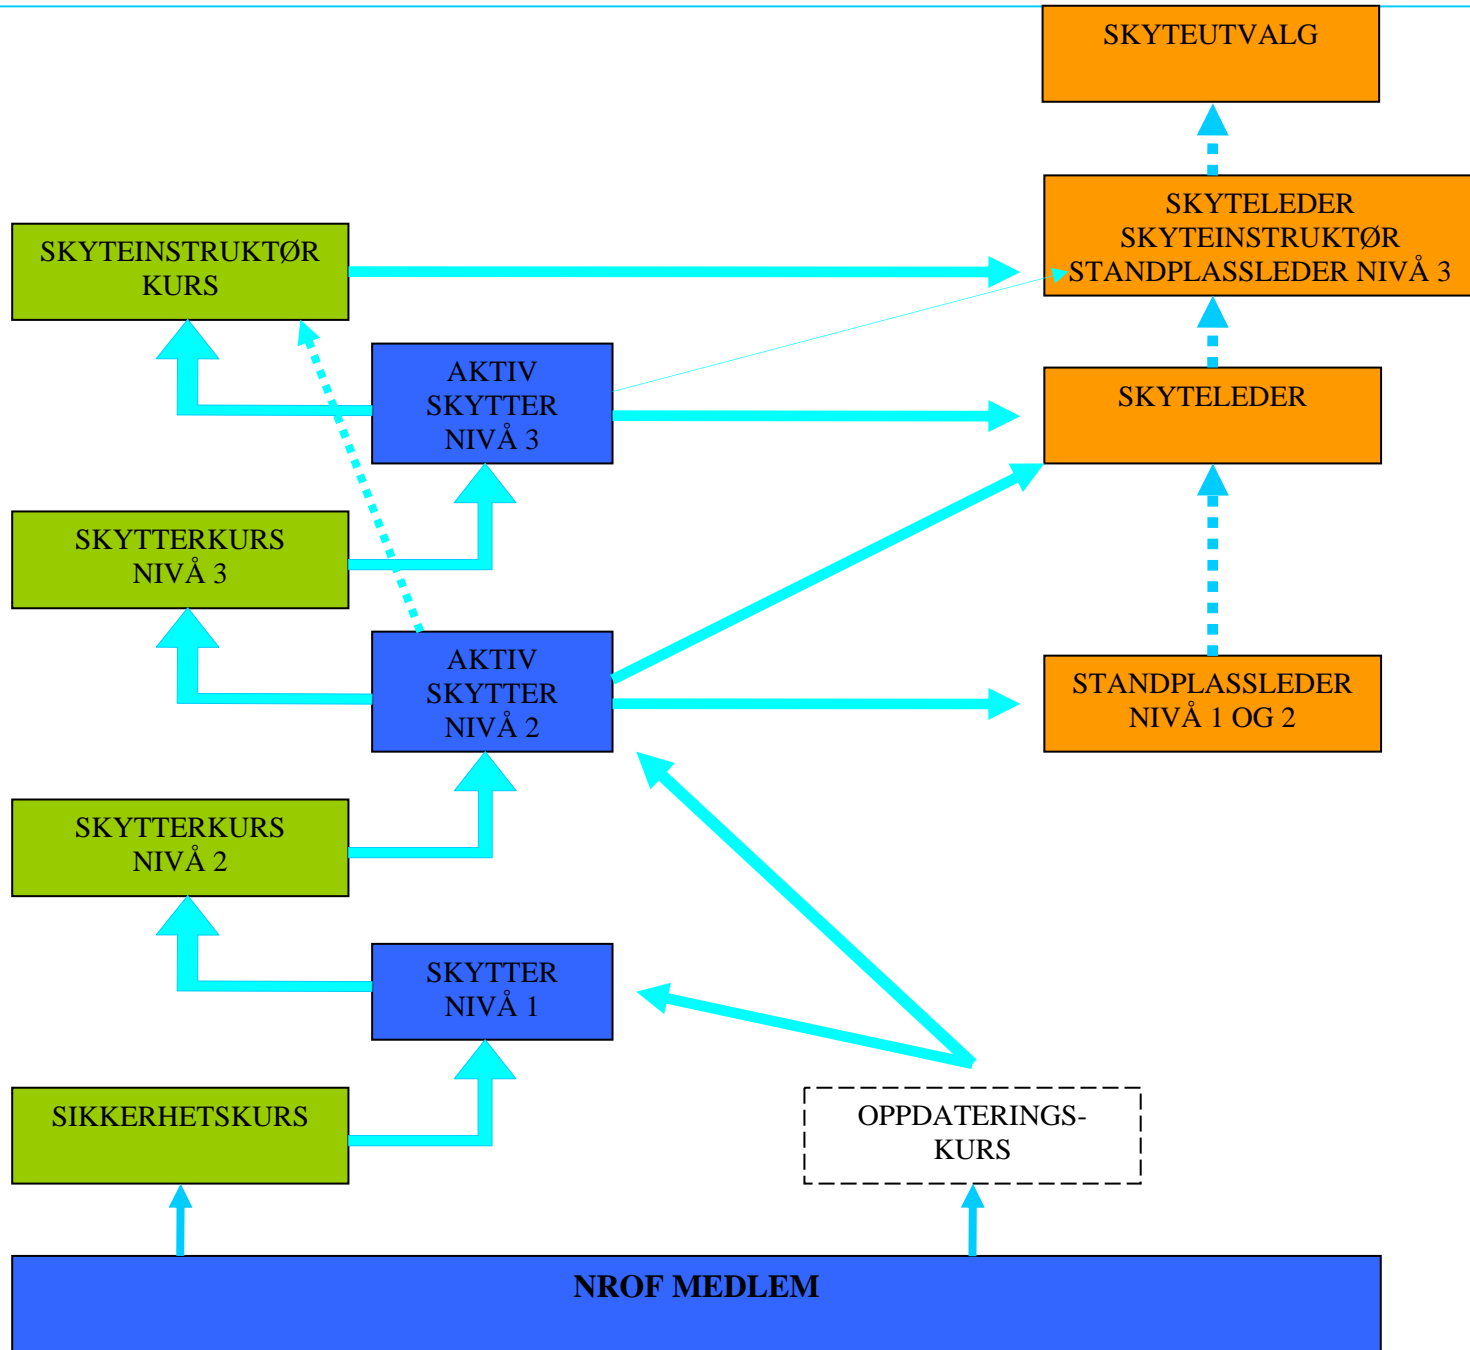 SKYTEUTVALG
SKYTELEDER
SKYTEINSTRUKTØR
STANDPLASSLEDER NIVÅ 3
SKYTEINSTRUKTØR
KURS
AKTIV
SKYTTER
NIVÅ 3
SKYTELEDER
SKYTTERKURS
NIVÅ 3
AKTIV
SKYTTER
NIVÅ 2
STANDPLASSLEDER
NIVÅ 1 OG 2
SKYTTERKURS
NIVÅ 2
SKYTTER
NIVÅ 1
SIKKERHETSKURS
OPPDATERINGS-
KURS
NROF MEDLEM